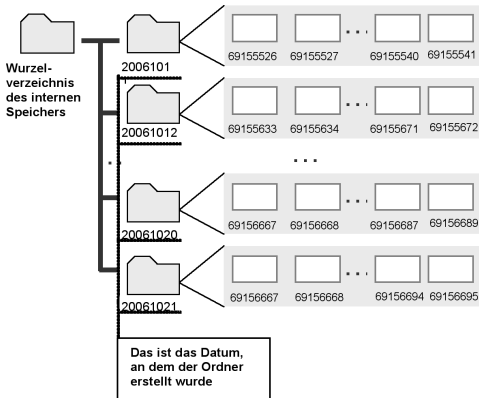 Wurzel-
verzeichnis
des internen
Speichers
2006101
1
69155526 69155527 ... 69155540 69155541
20061012
69155633 69155634 ... 69155671 69155672
...
20061020
69156667 69156668 ... 69156687 69156689
20061021
69156667 69156668 ... 69156694 69156695
Das ist das Datum,
an dem der Ordner
erstellt wurde